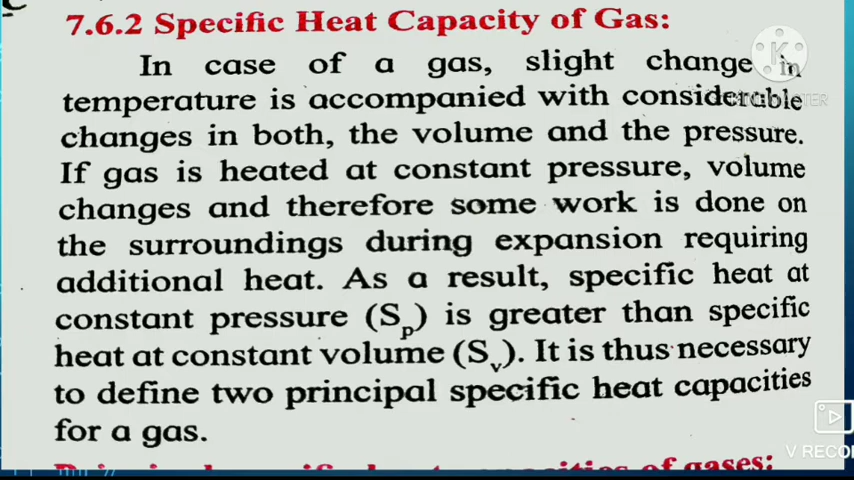 7.6.2 Specific Heat Capacity of Gas:
In case of a gas, slight change in
temperature is accompanied with considerable
changes in both, the volume and the pressure.
If gas is heated at constant pressure, volume
changes and therefore some work is done on
the surroundings during expansion requiring
additional heat. As a result, specific heat at
constant pressure (Sp) is greater than specific
heat at constant volume (Sv). It is thus necessary
to define two principal specific heat capacities
for a gas.
of gases:
K
KINEMASTER
V RECO